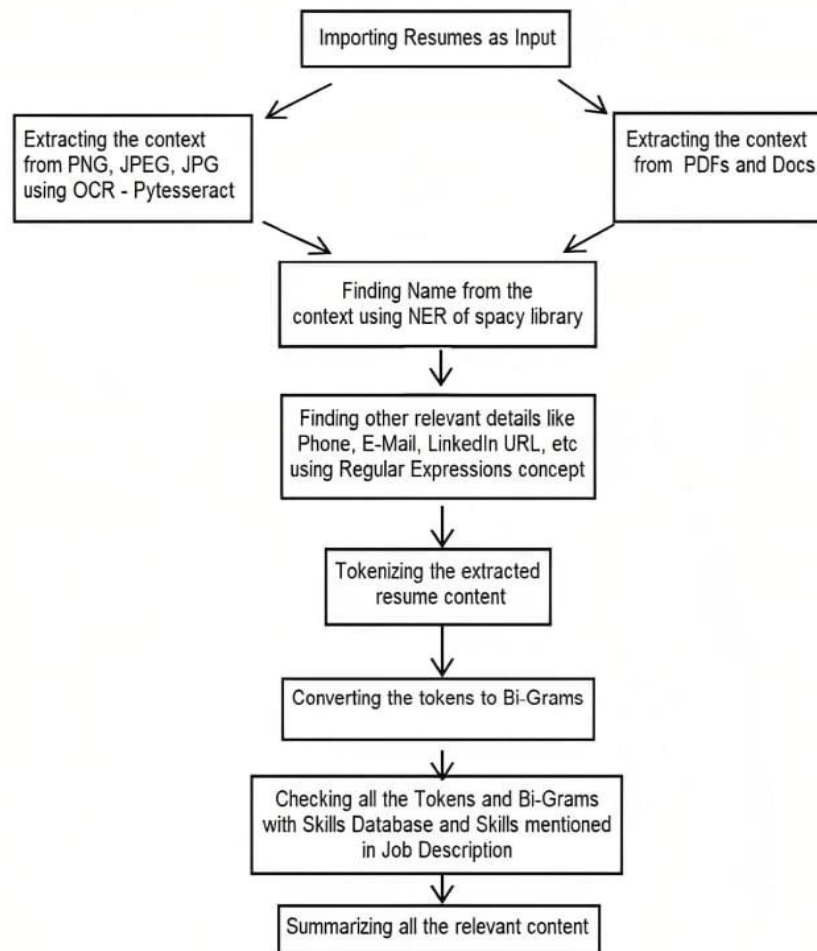 Importing Resumes as Input
Extracting the context
from PNG, JPEG, JPG
using OCR - Pytesseract
Extracting the context
from PDFs and Docs
Finding Name from the
context using NER of spacy library
Finding other relevant details like
Phone, E-Mail, LinkedIn URL, etc
using Regular Expressions concept
Tokenizing the extracted
resume content
Converting the tokens to Bi-Grams
Checking all the Tokens and Bi-Grams
with Skills Database and Skills mentioned
in Job Description
Summarizing all the relevant content